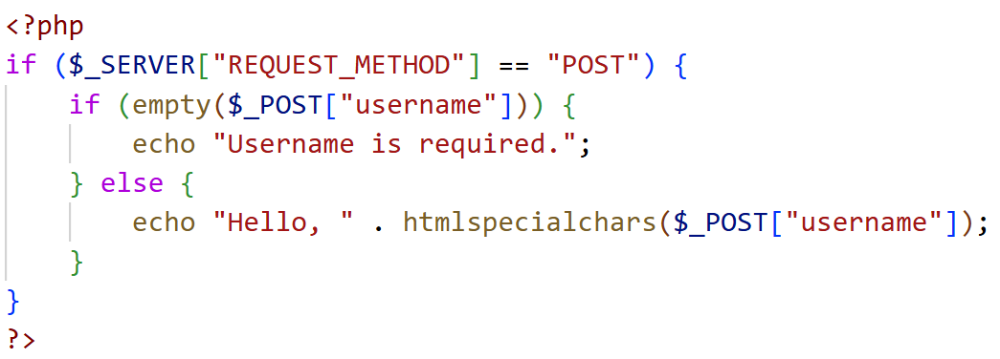 <?php
if ($_SERVER["REQUEST_METHOD"] == "POST") {
    if (empty($_POST["username"])) {
        echo "Username is required.";
    } else {
        echo "Hello, " . htmlspecialchars($_POST["username"]);
    }
}
?>